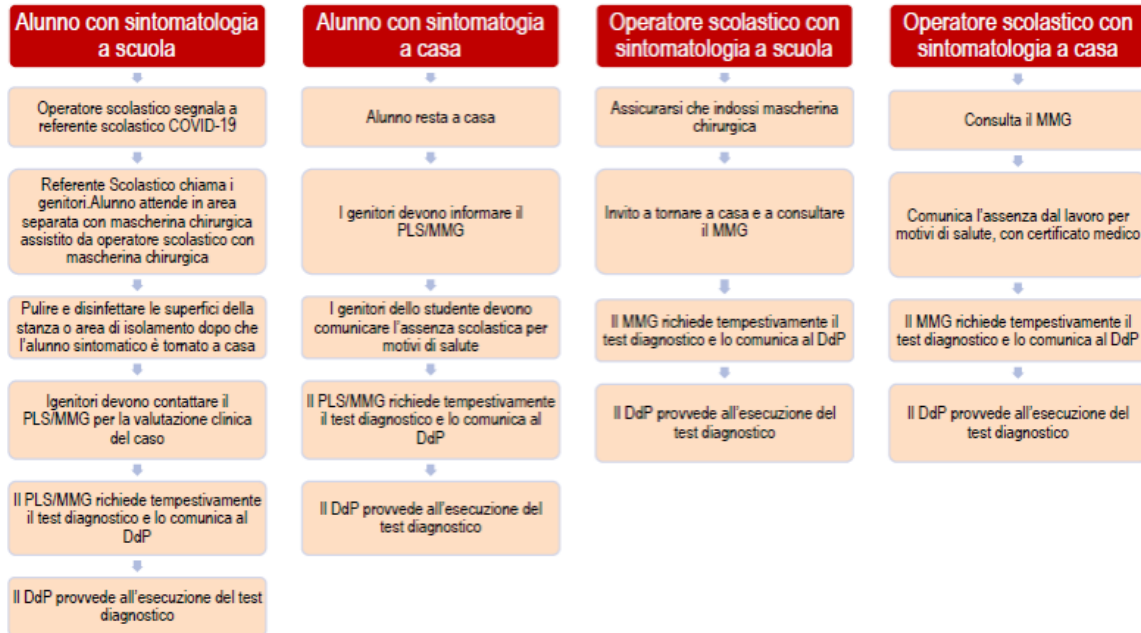 Alunno con sintomatologia
a scuola
Operatore scolastico segnala a
referente scolastico COVID-19
Referente Scolastico chiama i
genitori.Alunno attende in area
separata con mascherina chirurgica
assistito da operatore scolastico con
mascherina chirurgica
Pulire e disinfettare le superfici della
stanza o area di isolamento dopo che
l'alunno sintomatico è tornato a casa
Igenitori devono contattare il
PLS/MMG per la valutazione clinica
del caso
Il PLS/MMG richiede tempestivamente
il test diagnostico e lo comunica al
DdP
Il DdP provvede all'esecuzione del test
diagnostico
Alunno con sintomatogia
a casa
Alunno resta a casa
I genitori devono informare il
PLS/MMG
I genitori dello studente devono
comunicare l'assenza scolastica per
motivi di salute
Il PLS/MMG richiede tempestivamente
il test diagnostico e lo comunica al
DdP
Il DdP provvede all'esecuzione del
test diagnostico
Operatore scolastico con
sintomatologia a scuola
Assicurarsi che indossi mascherina
chirurgica
Invito a tornare a casa e a consultare
il MMG
Il MMG richiede tempestivamente il
test diagnostico e lo comunica al DdP
Il DdP provvede all'esecuzione del
test diagnostico
Operatore scolastico con
sintomatologia a casa
Consulta il MMG
Comunica l'assenza dal lavoro per
motivi di salute, con certificato medico
Il MMG richiede tempestivamente il
test diagnostico e lo comunica al DdP
Il DdP provvede all'esecuzione del
test diagnostico